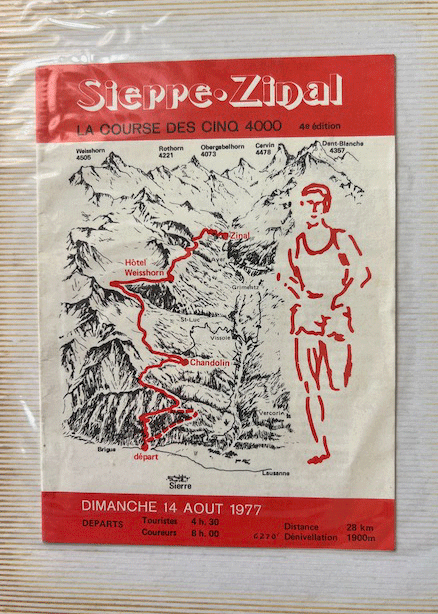 Sierre·Zinal
LA COURSE DES CINQ 4000 4e édition
Weisshorn 4505
Rothorn 4221
Obergabelhorn 4073
Cervin 4478
Dent-Blanche 4357
Zinal
Hôtel Weisshorn
Grimentz
St-Luc
Vissoie
Chandolin
Vercorin
Brigue
départ
Lausanne
Sierre
DIMANCHE 14 AOUT 1977
DEPARTS Touristes 4 h. 30 Distance 28 km
Coureurs 8 h. 00 6270' Dénivellation 1900m